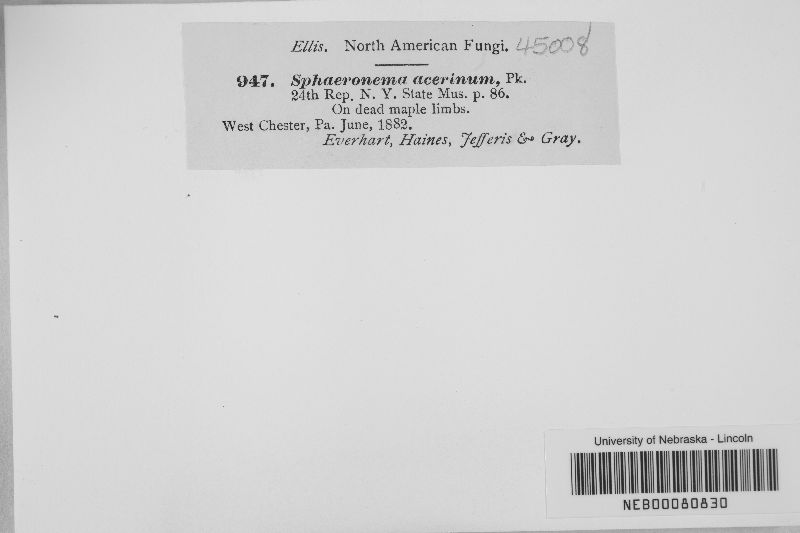 Ellis. North American Fungi. 45008
947. Sphaeronema acerinum, Pk.
24th Rep. N. Y. State Mus. p. 86.
On dead maple limbs.
West Chester, Pa. June, 1882.
Everhart, Haines, Jefferis & Gray.
University of Nebraska - Lincoln
NEB00080830